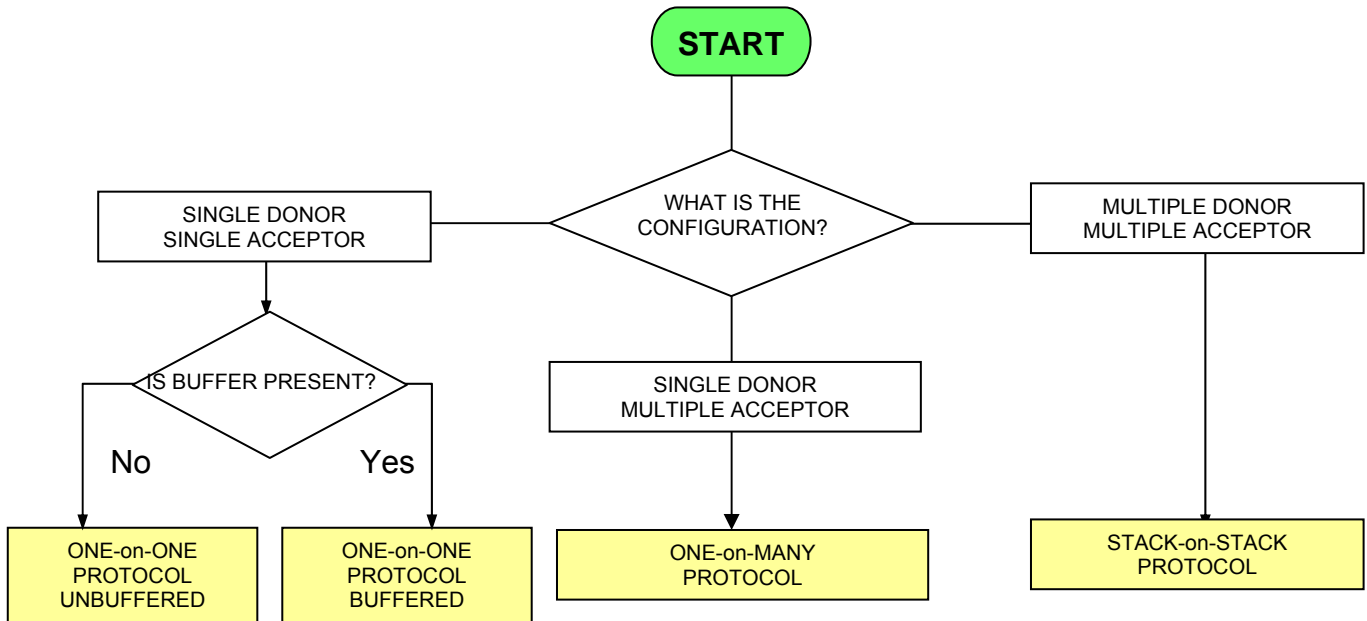 START
WHAT IS THE
CONFIGURATION?
SINGLE DONOR
SINGLE ACCEPTOR
MULTIPLE DONOR
MULTIPLE ACCEPTOR
IS BUFFER PRESENT?
SINGLE DONOR
MULTIPLE ACCEPTOR
No
Yes
ONE-on-ONE
PROTOCOL
UNBUFFERED
ONE-on-ONE
PROTOCOL
BUFFERED
ONE-on-MANY
PROTOCOL
STACK-on-STACK
PROTOCOL